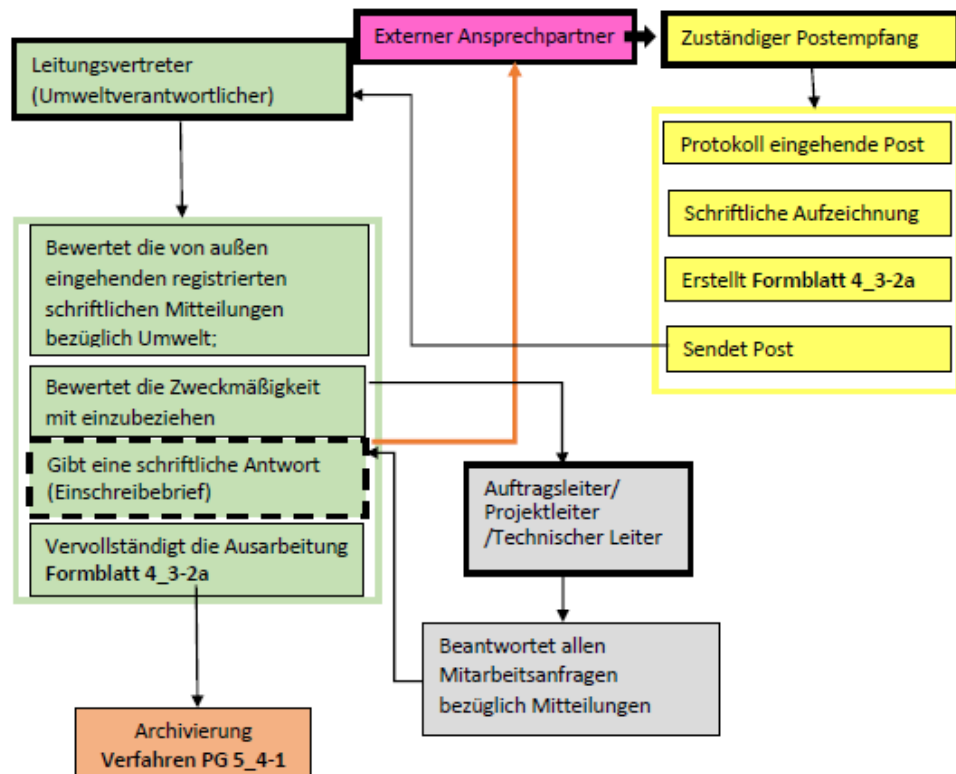 Externer Ansprechpartner
Zuständiger Postempfang
Leitungsvertreter
(Umweltverantwortlicher)
Protokoll eingehende Post
Schriftliche Aufzeichnung
Erstellt Formblatt 4_3-2a
Sendet Post
Bewertet die von außen
eingehenden registrierten
schriftlichen Mitteilungen
bezüglich Umwelt;
Bewertet die Zweckmäßigkeit
mit einzubeziehen
Gibt eine schriftliche Antwort
(Einschreibebrief)
Vervollständigt die Ausarbeitung
Formblatt 4_3-2a
Auftragsleiter/
Projektleiter
/Technischer Leiter
Beantwortet allen
Mitarbeitsanfragen
bezüglich Mitteilungen
Archivierung
Verfahren PG 5_4-1